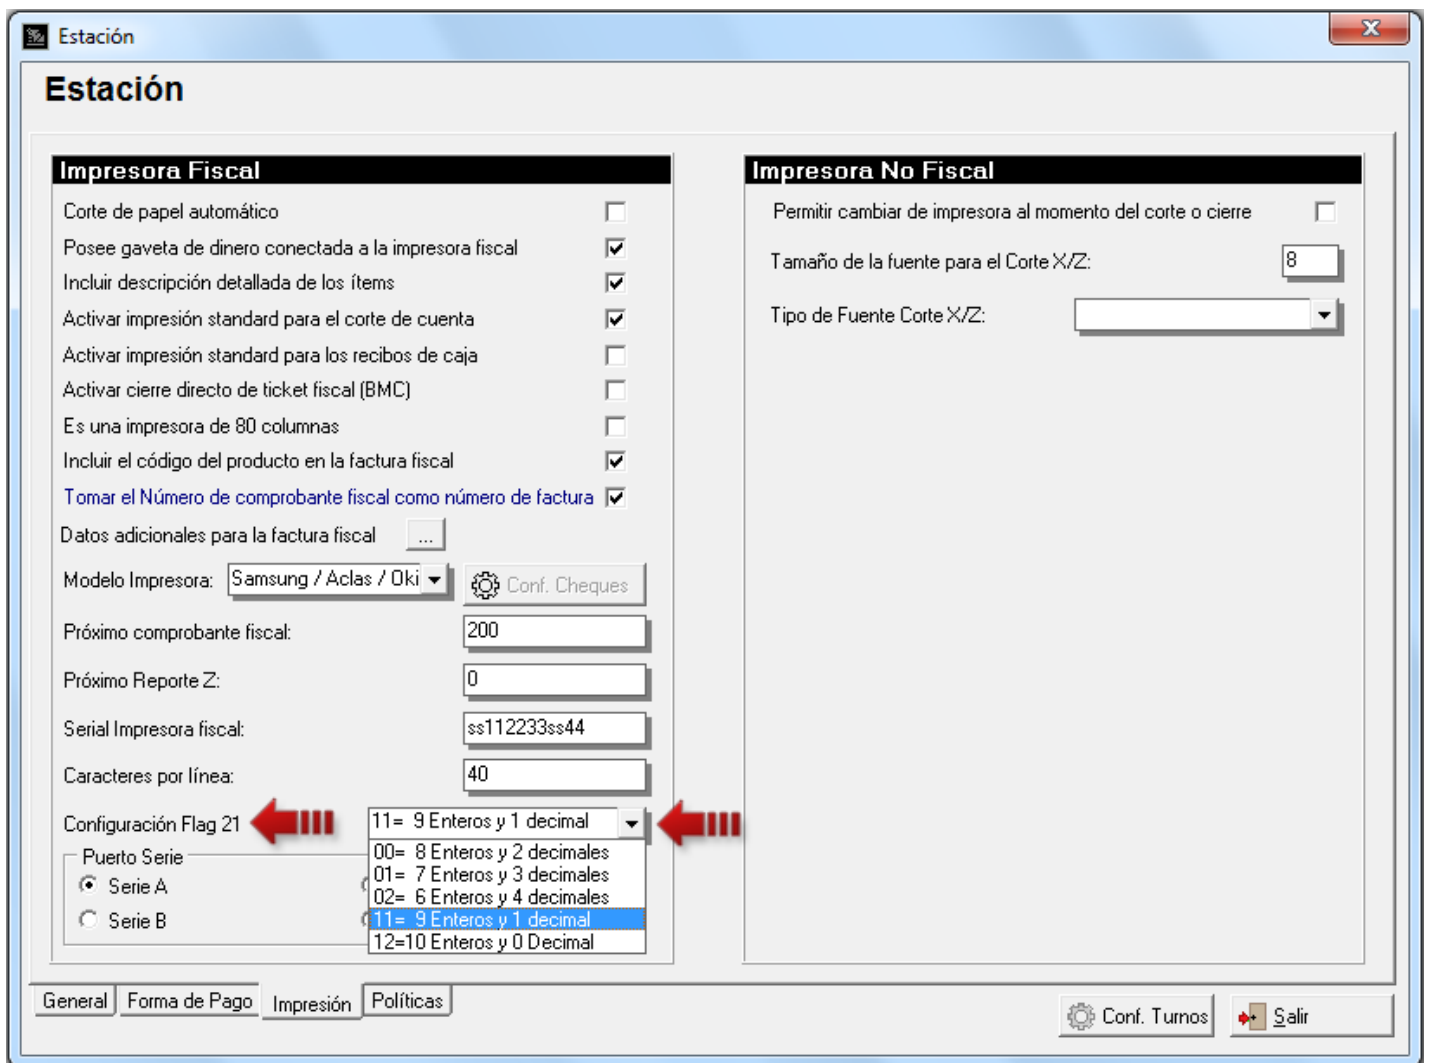 Estación
Estación
Impresora Fiscal
Corte de papel automático
Posee gaveta de dinero conectada a la impresora fiscal
Incluir descripción detallada de los ítems
Activar impresión standard para el corte de cuenta
Activar impresión standard para los recibos de caja
Activar cierre directo de ticket fiscal (BMC)
Es una impresora de 80 columnas
Incluir el código del producto en la factura fiscal
Tomar el Número de comprobante fiscal como número de factura
Datos adicionales para la factura fiscal ...
Modelo Impresora: Samsung / Aclas / Oki Conf. Cheques
Próximo comprobante fiscal: 200
Próximo Reporte Z: 0
Serial Impresora fiscal: ss112233ss44
Caracteres por línea: 40
Configuración Flag 21 11= 9 Enteros y 1 decimal
00= 8 Enteros y 2 decimales
01= 7 Enteros y 3 decimales
02= 6 Enteros y 4 decimales
11= 9 Enteros y 1 decimal
12=10 Enteros y 0 Decimal
Puerto Serie
Serie A
Serie B
Impresora No Fiscal
Permitir cambiar de impresora al momento del corte o cierre
Tamaño de la fuente para el Corte X/Z: 8
Tipo de Fuente Corte X/Z:
General Forma de Pago Impresión Políticas
Conf. Turnos Salir